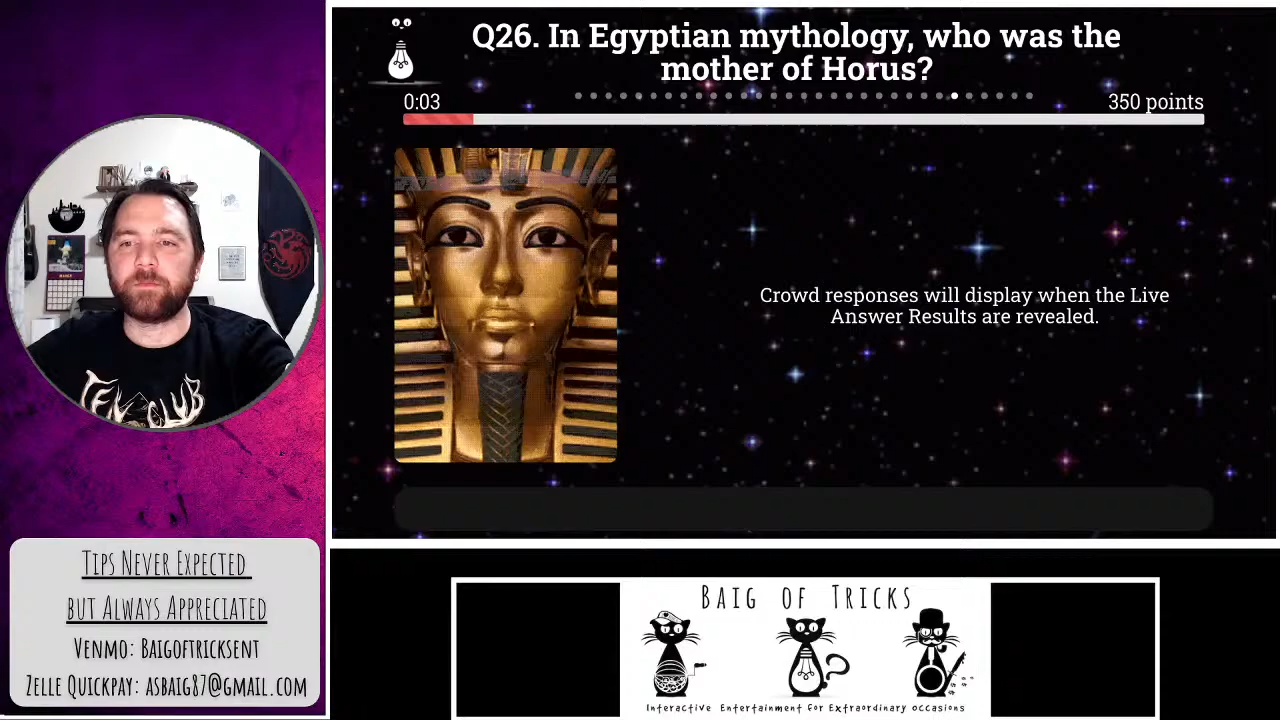 Q26. In Egyptian mythology, who was the
mother of Horus?
0:03
350 points
Crowd responses will display when the Live
Answer Results are revealed.
TEN CLUB
Tips Never Expected
but Always Appreciated
Venmo: Baigoftricksent
Zelle Quickpay: asbaig87@gmail.com
Baig of Tricks
Interactive Entertainment for Extraordinary occasions